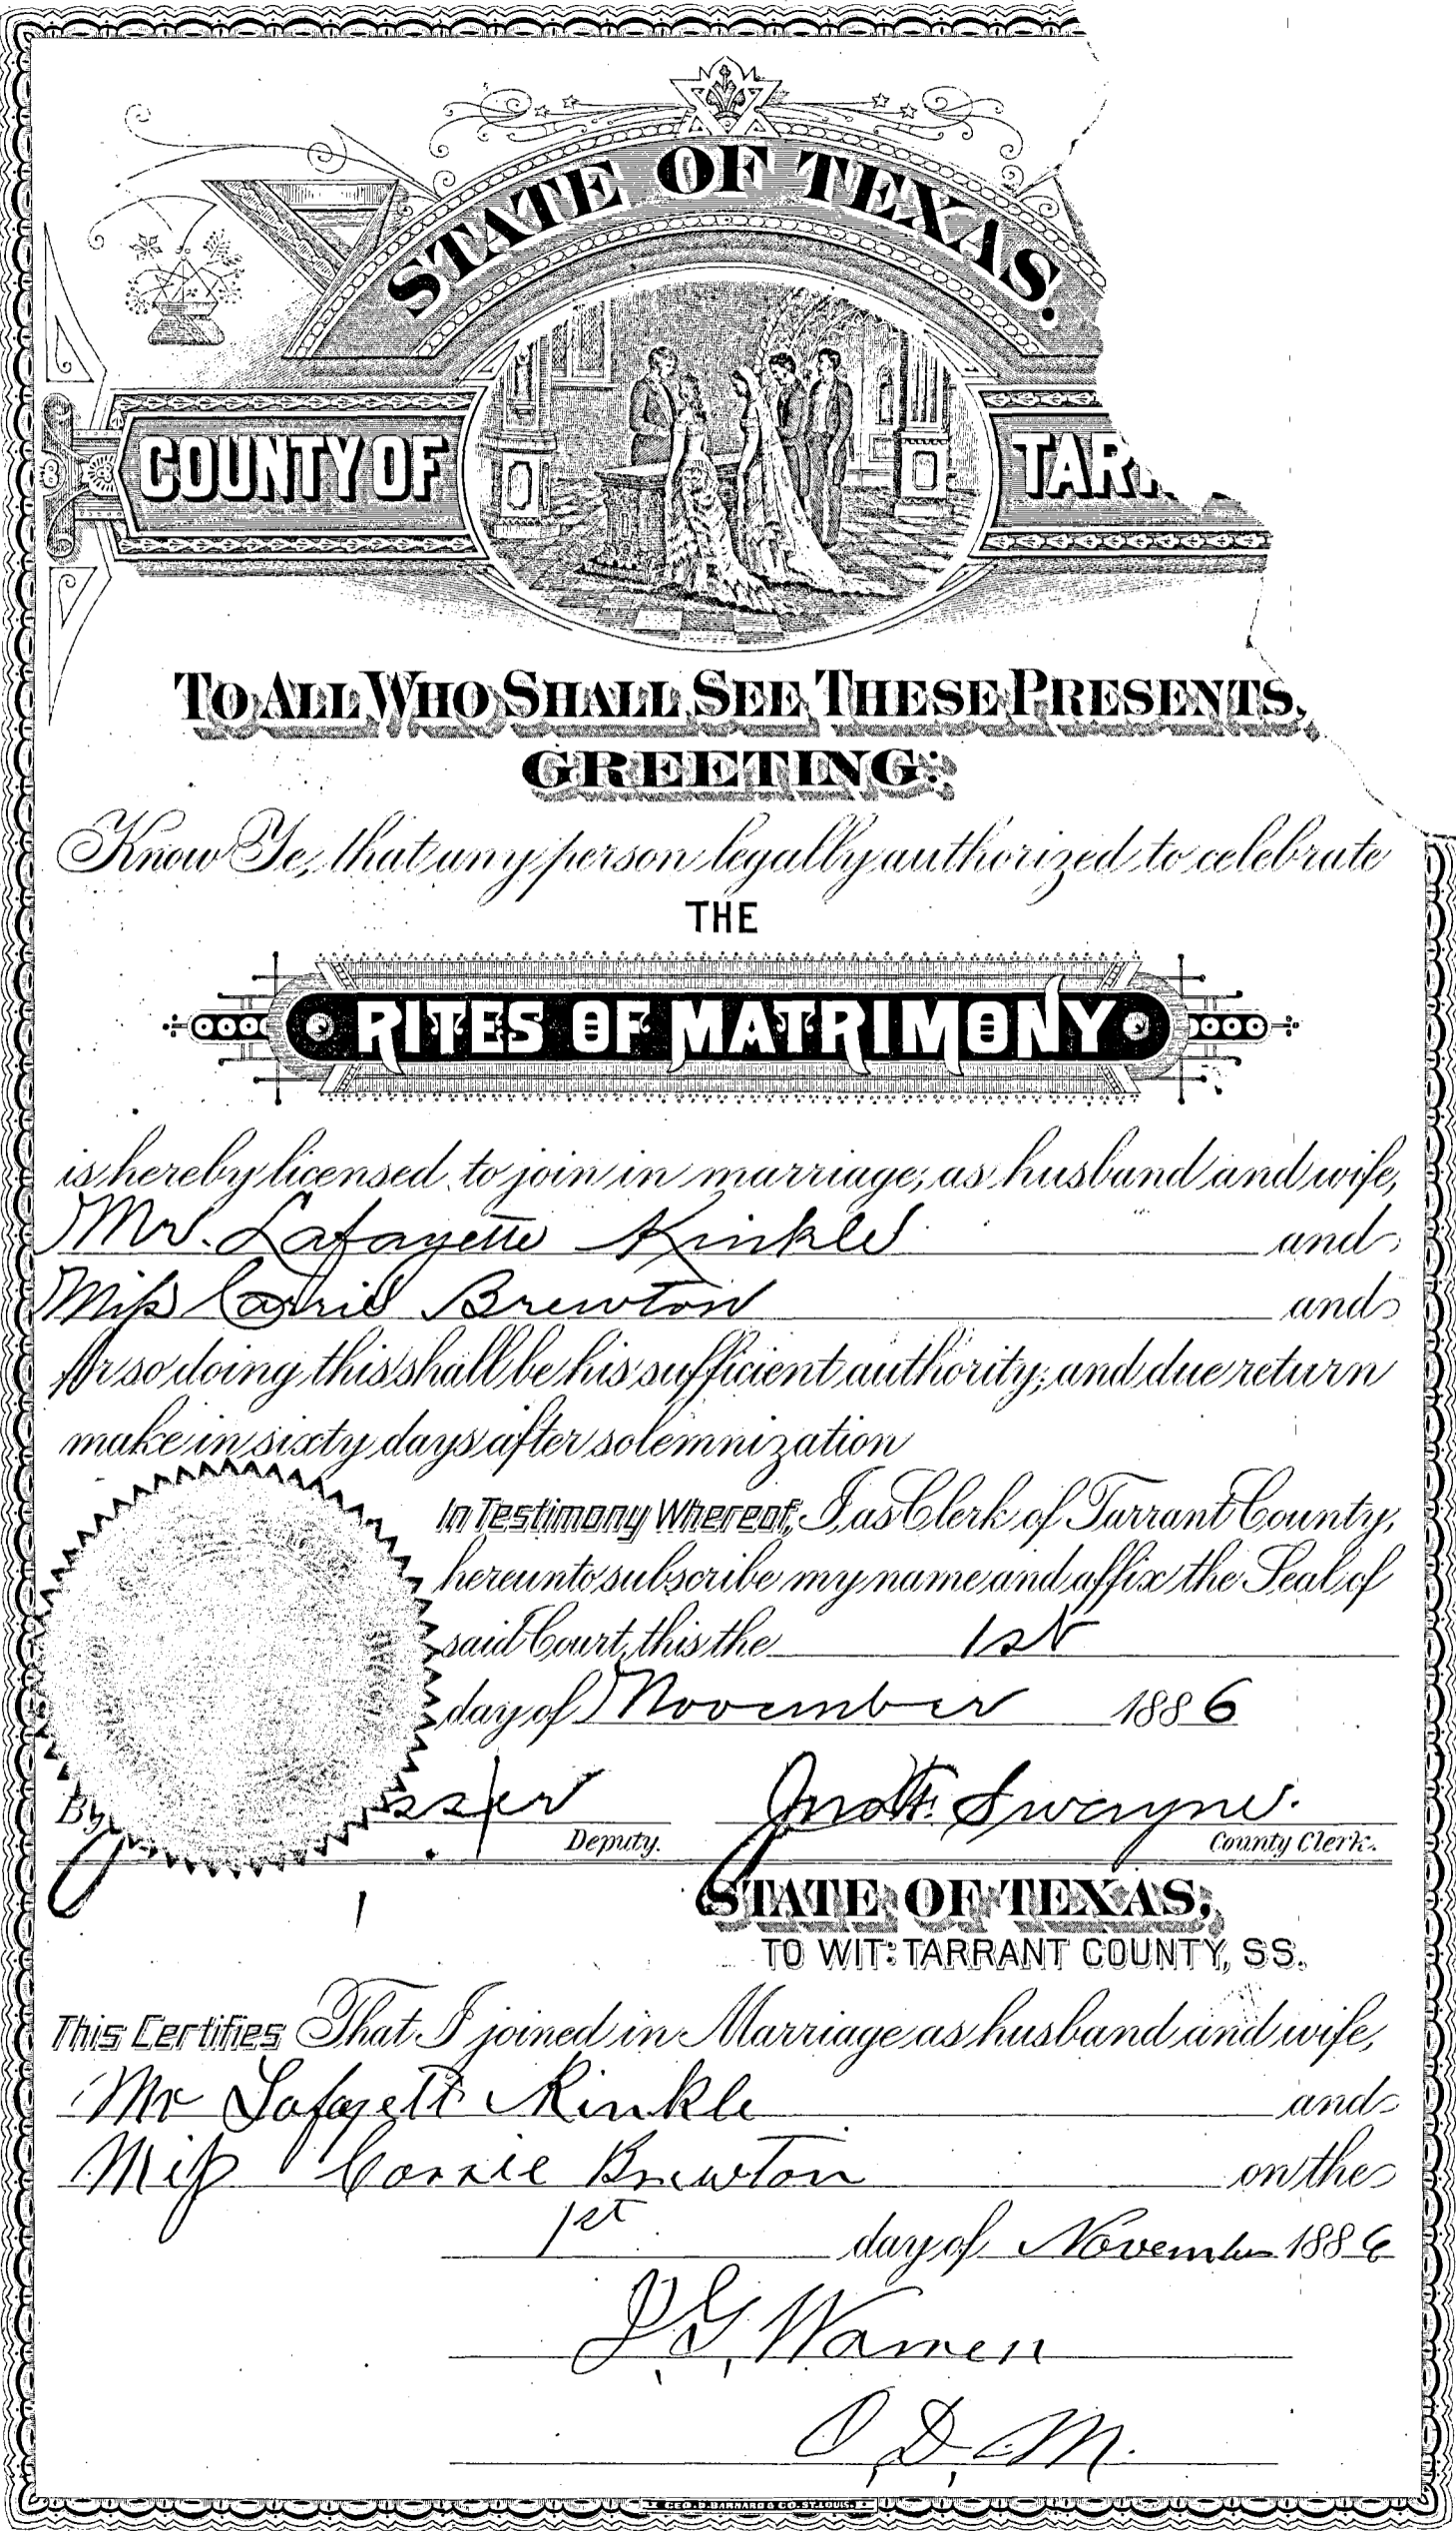 STATE OF TEXAS.
COUNTY OF TARR
TO ALL WHO SHALL SEE THESE PRESENTS,
GREETING:
Know Ye, that any person legally authorized to celebrate
THE
RITES OF MATRIMONY
is hereby licensed to join in marriage, as husband and wife,
Mr. Lafayette Kinkle and
Miss Carrie Brewton and
for so doing this shall be his sufficient authority, and due return
make in sixty days after solemnization
In Testimony Whereof, I, as Clerk of Tarrant County,
hereunto subscribe my name and affix the Seal of
said Court, this the 1st
day of November 1886
By Jno. F. Swayne.
Deputy. County Clerk.
STATE OF TEXAS,
TO WIT: TARRANT COUNTY, SS.
This Certifies That I joined in Marriage as husband and wife,
Mr Lafayett Kinkle and
Miss Carrie Brewton on the
1st day of November 1886
J, G, Warren
O, D, M.
GEO. D. BARNARD & CO. ST. LOUIS.